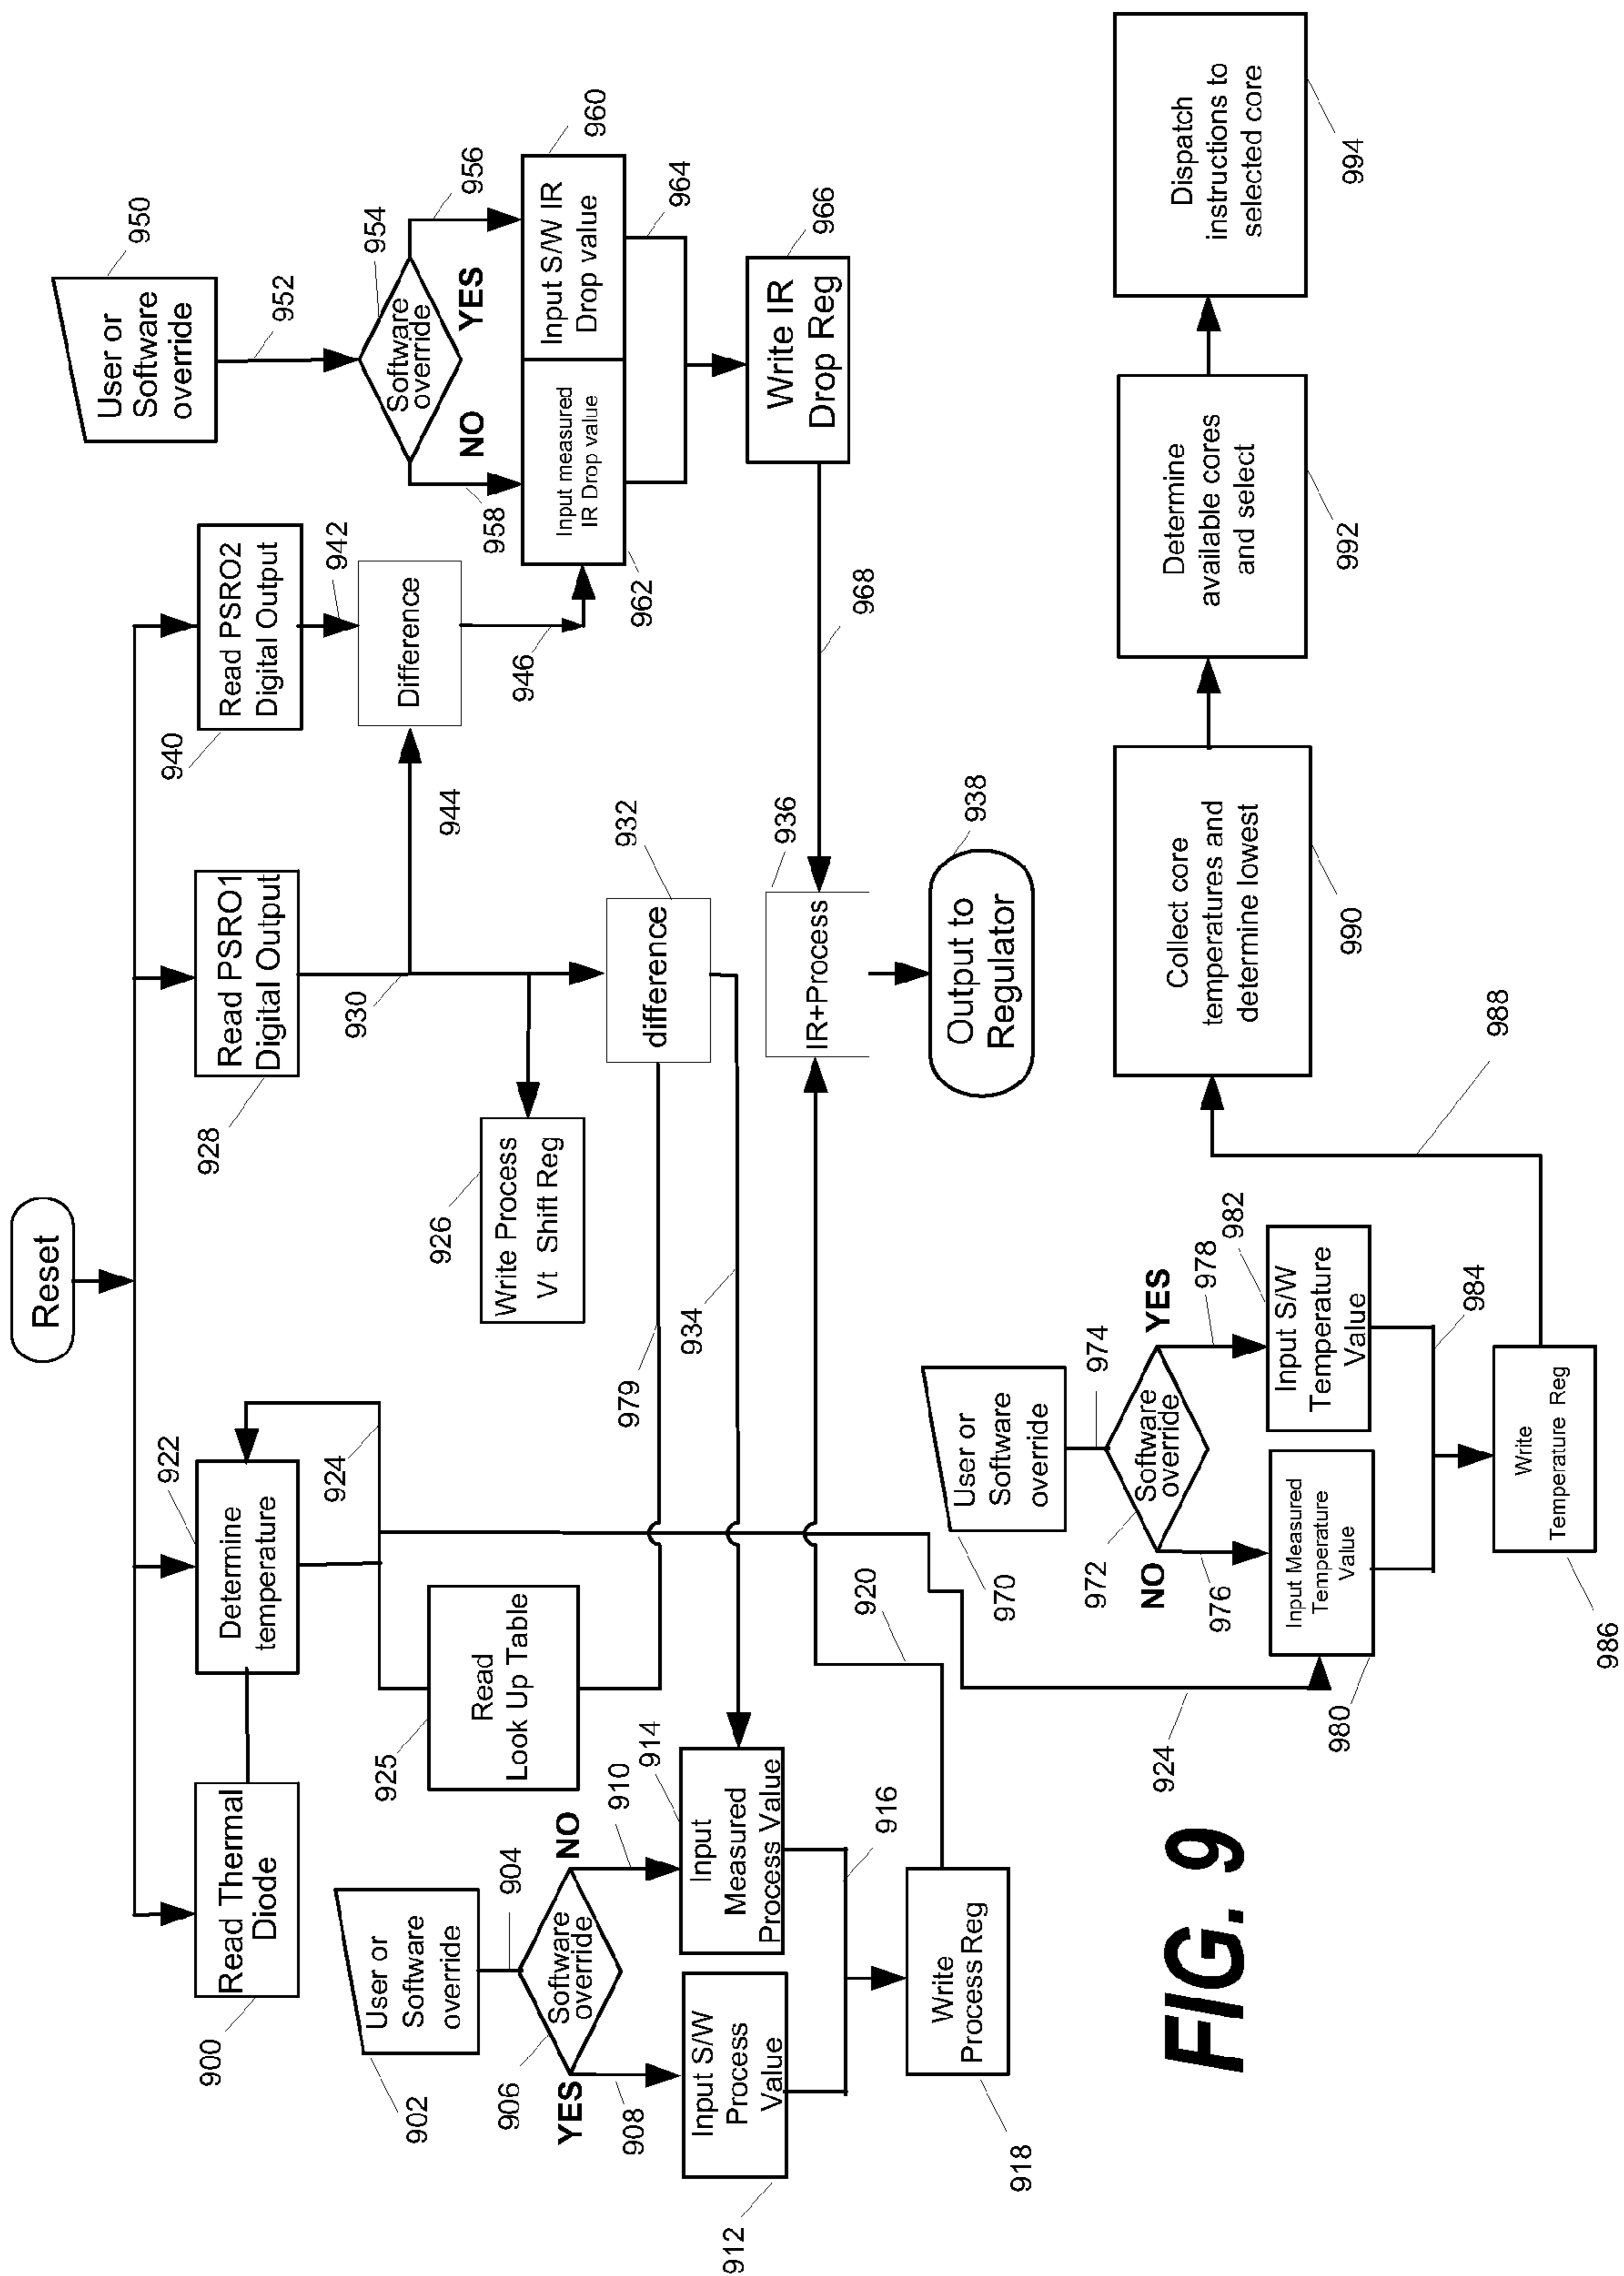 Reset
900
Read Thermal
Diode
922
Determine
temperature
924
928
Read PSRO1
Digital Output
930
940
Read PSRO2
Digital Output
942
944
Difference
946
950
User or
Software
override
952
954
Software
override
YES
NO
956
958
960
Input S/W IR
Drop value
Input measured
IR Drop value
962
964
Write IR
Drop Reg
966
968
902
User or
Software
override
904
906
Software
override
YES
NO
908
910
912
Input S/W
Process
Value
914
Input
Measured
Process Value
916
Write
Process Reg
918
920
925
Read
Look Up Table
926
Write Process
Vt Shift Reg
932
difference
979
934
936
IR+Process
938
Output to
Regulator
970
User or
Software
override
974
972
Software
override
NO
YES
976
978
982
Input S/W
Temperature
Value
Input Measured
Temperature
Value
980
924
984
Write
Temperature Reg
986
988
Collect core
temperatures and
determine lowest
990
Determine
available cores
and select
992
Dispatch
instructions to
selected core
994
FIG. 9